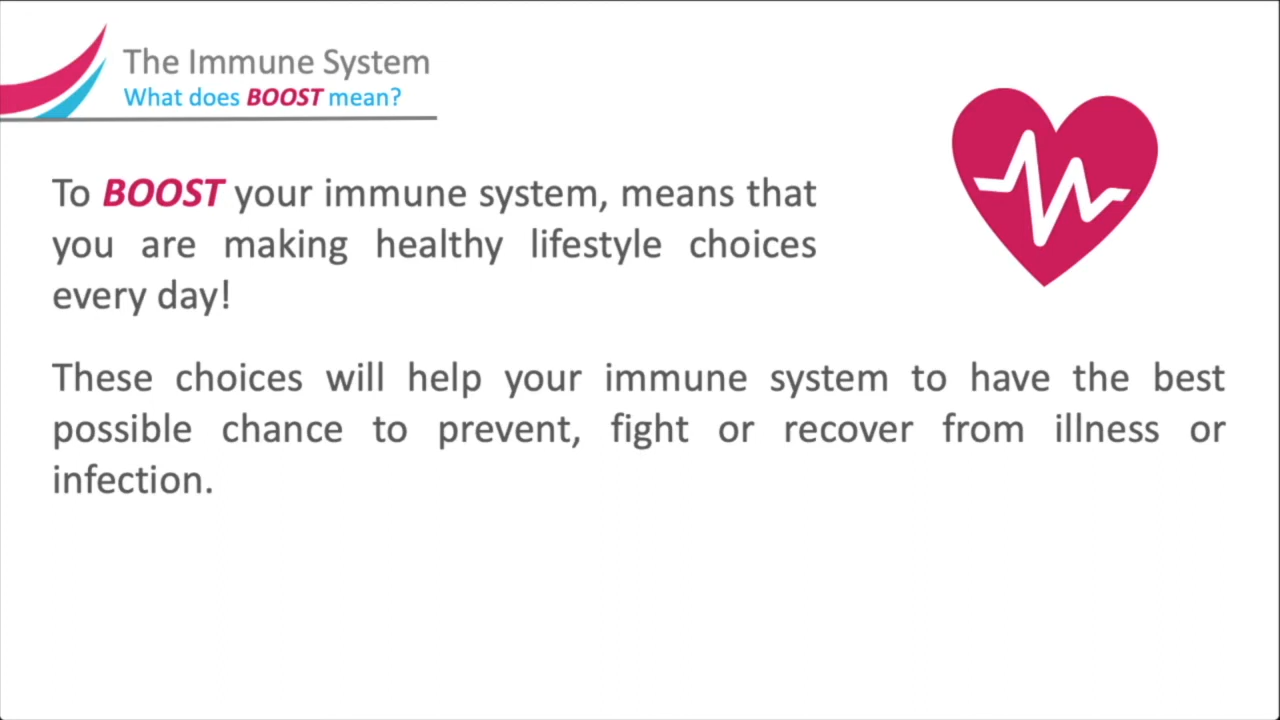 The Immune System
What does BOOST mean?
To BOOST your immune system, means that
you are making healthy lifestyle choices
every day!
These choices will help your immune system to have the best
possible chance to prevent, fight or recover from illness or
infection.